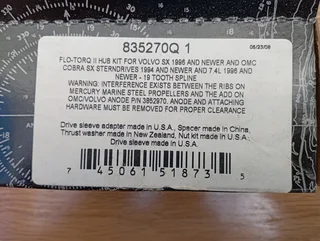 835270Q 1
08/23/08
FLO-TORQ II HUB KIT FOR VOLVO SX 1996 AND NEWER AND OMC
COBRA SX STERNDRIVES 1994 AND NEWER AND 7.4L 1996 AND
NEWER - 19 TOOTH SPLINE
WARNING: INTERFERENCE EXISTS BETWEEN THE RIBS ON
MERCURY MARINE STEEL PROPELLERS AND THE ADD ON
OMC/VOLVO ANODE P/N 3852970. ANODE AND ATTACHING
HARDWARE MUST BE REMOVED FOR PROPER CLEARANCE
Drive sleeve adapter made in U.S.A., Spacer made in China,
Thrust washer made in New Zealand, Nut kit made in U.S.A.
Drive sleeve made in U.S.A.
7 45061 51873 5